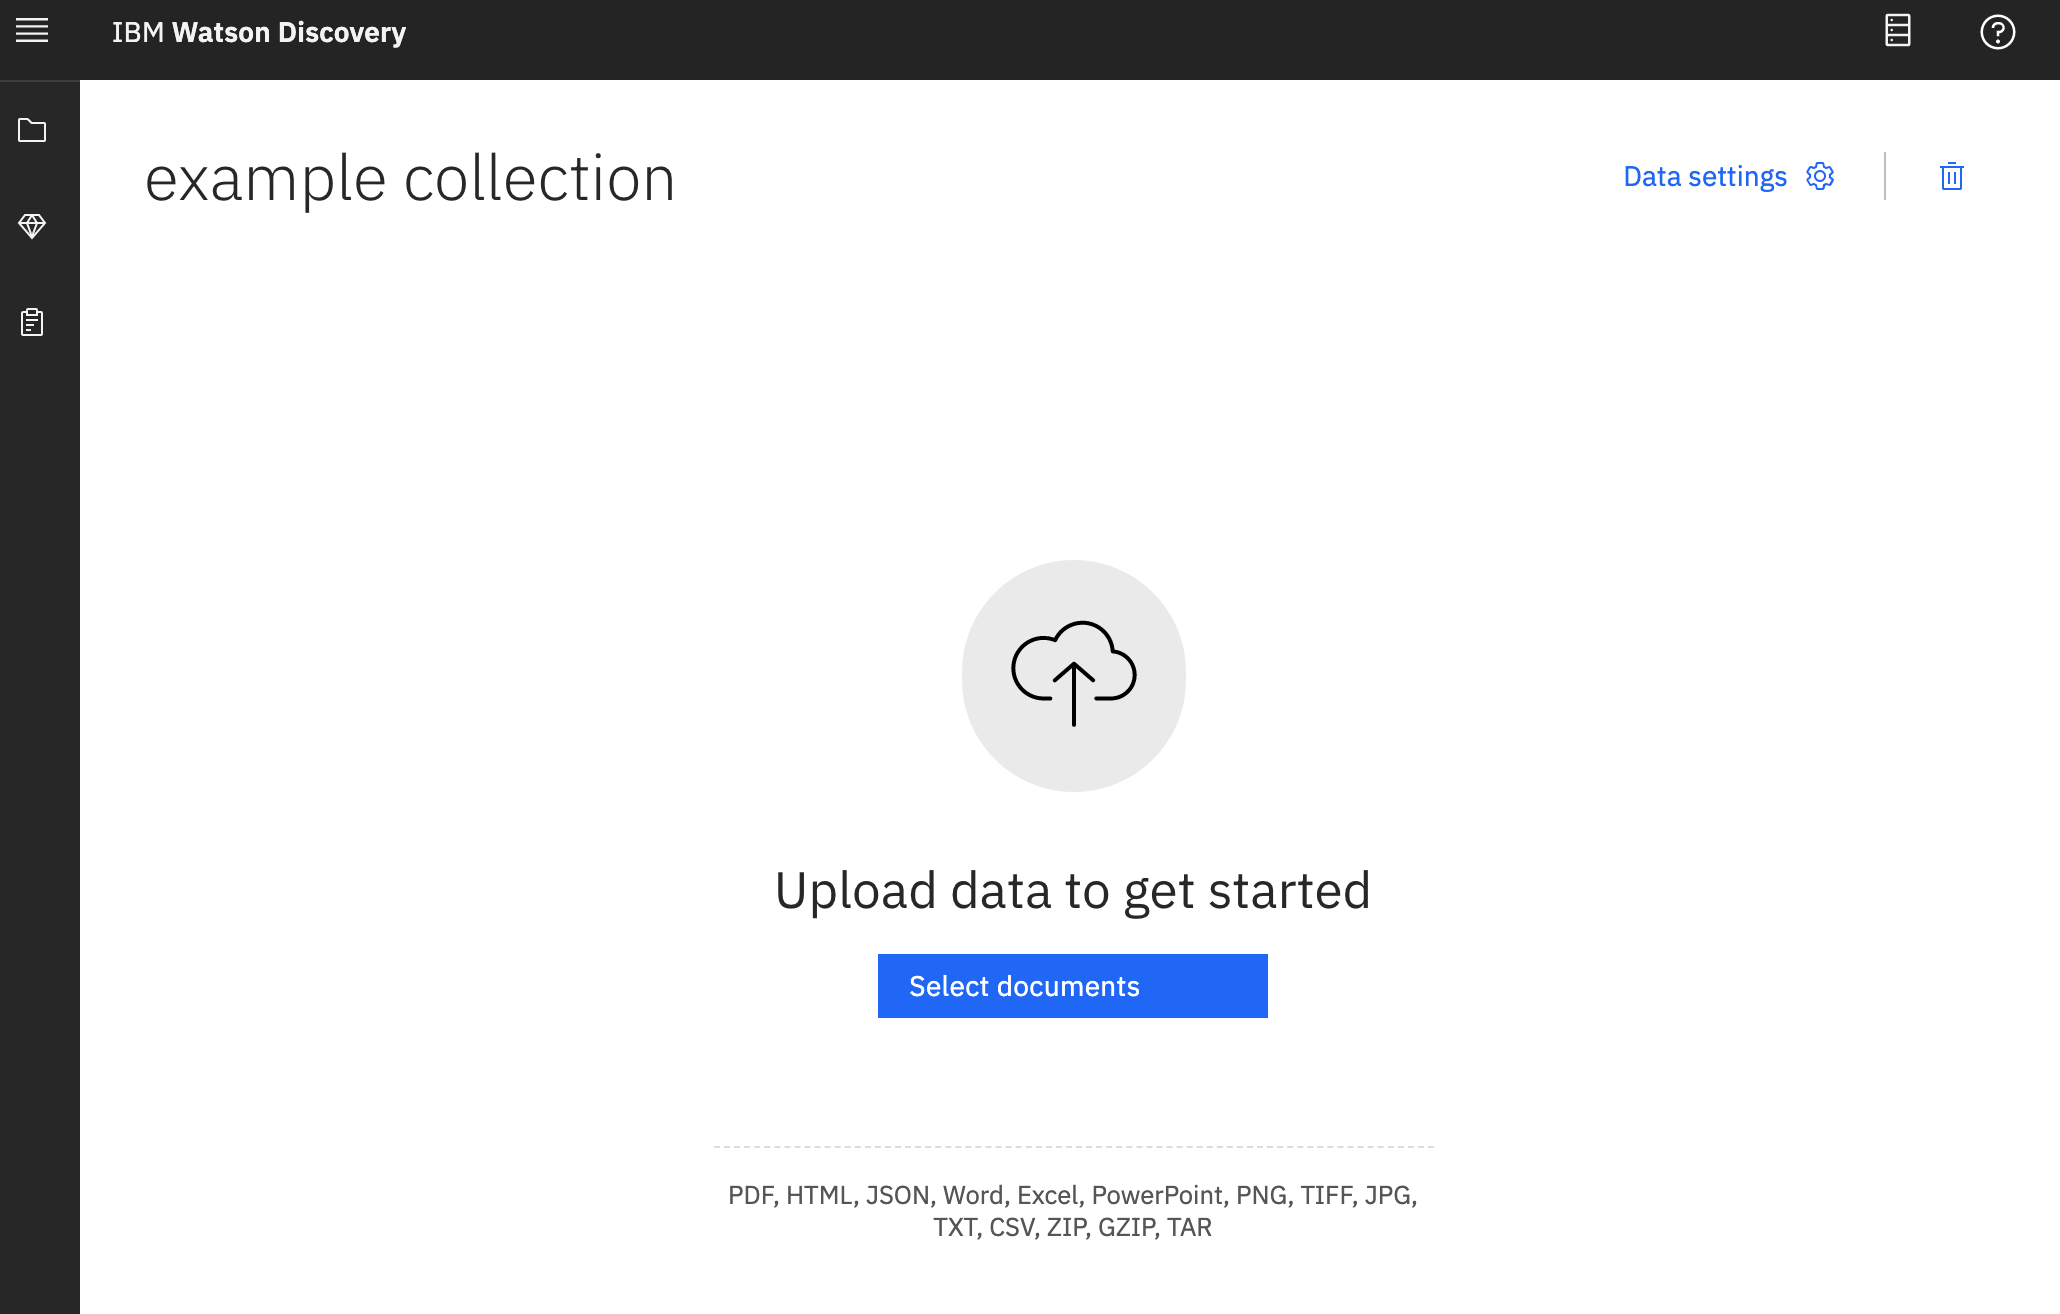 IBM Watson Discovery
example collection
Data settings
Upload data to get started
Select documents
PDF, HTML, JSON, Word, Excel, PowerPoint, PNG, TIFF, JPG,
TXT, CSV, ZIP, GZIP, TAR